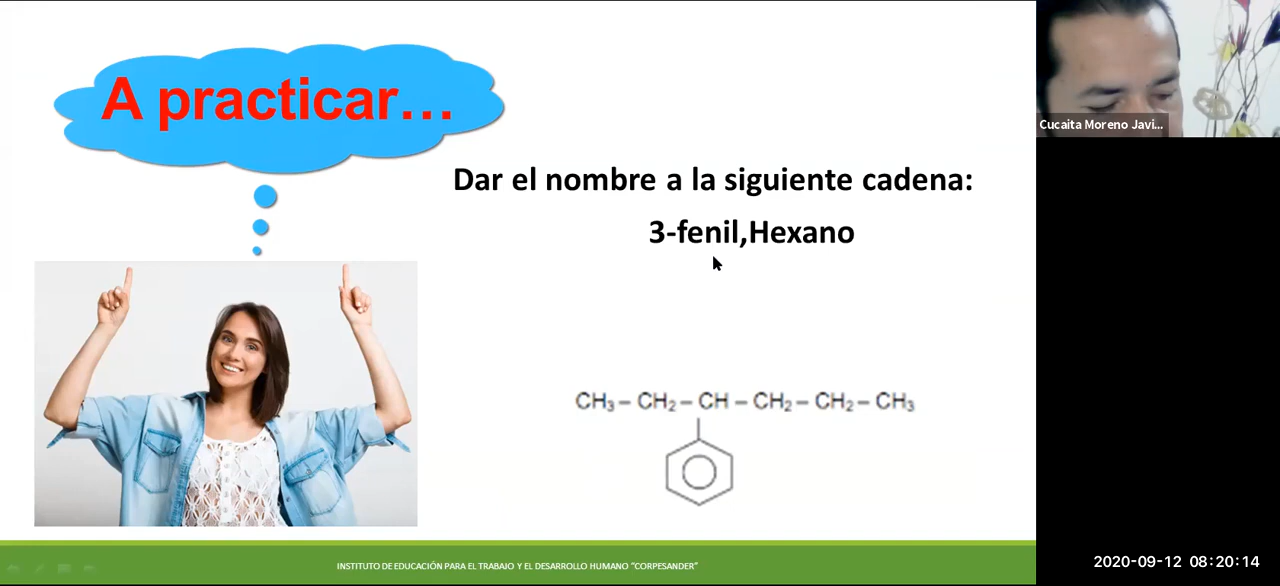 A practicar...
Dar el nombre a la siguiente cadena:
3-fenil,Hexano
CH₃ – CH₂ – CH – CH₂ – CH₂ – CH₃
INSTITUTO DE EDUCACIÓN PARA EL TRABAJO Y EL DESARROLLO HUMANO “CORPESANDER”
Cucaita Moreno Javi...
2020-09-12 08:20:14